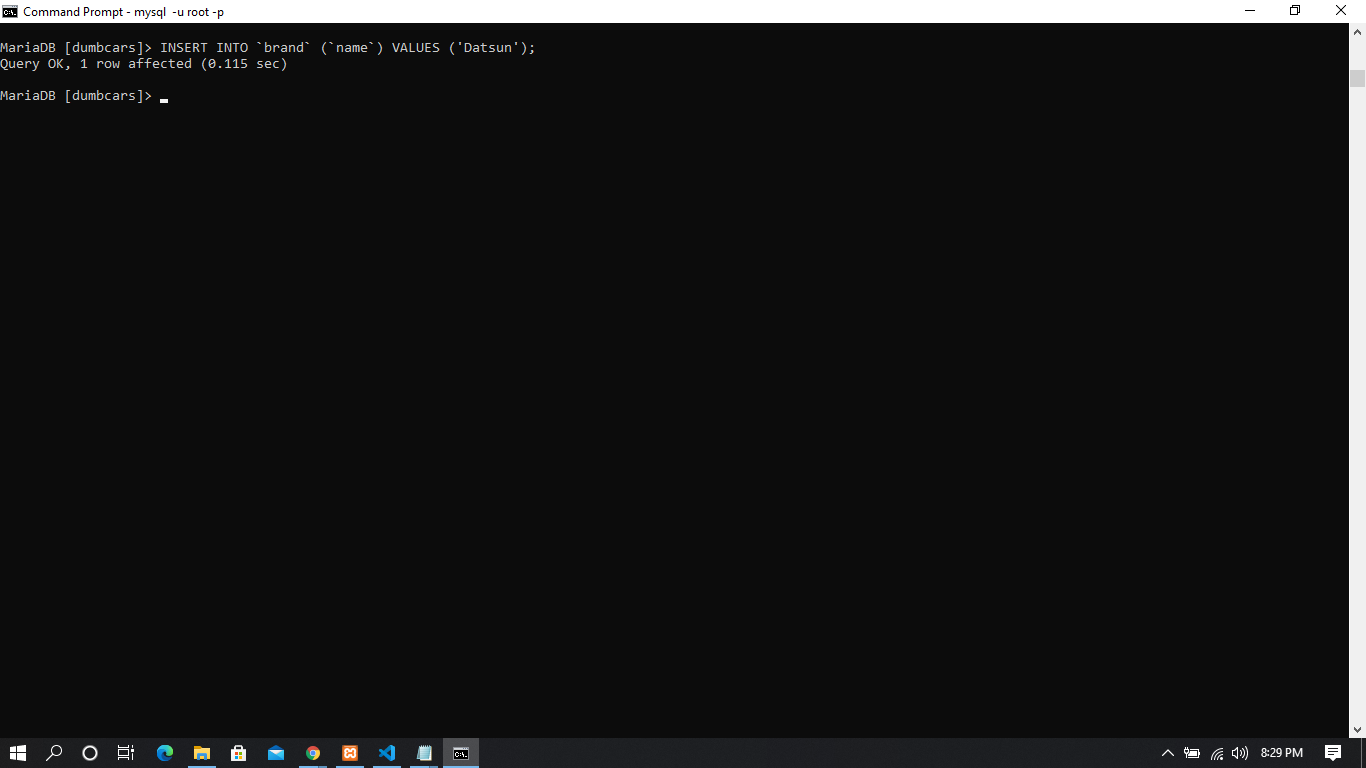 Command Prompt - mysql  -u root -p
MariaDB [dumbcars]> INSERT INTO `brand` (`name`) VALUES ('Datsun');
Query OK, 1 row affected (0.115 sec)
MariaDB [dumbcars]>
8:29 PM